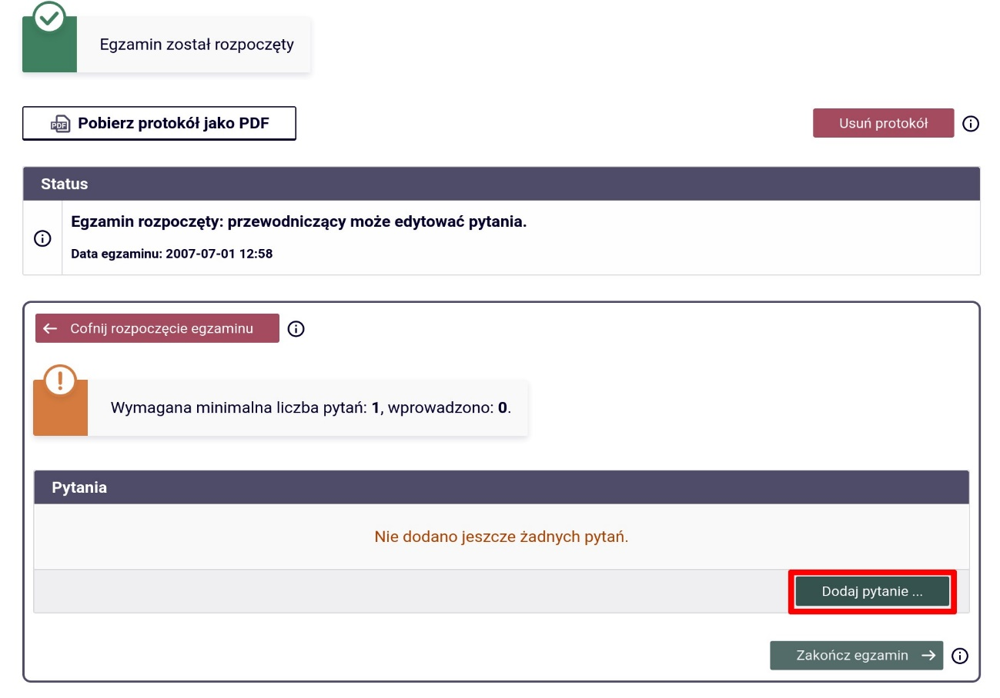 Egzamin został rozpoczęty
PDF Pobierz protokół jako PDF
Usuń protokół
Status
Egzamin rozpoczęty: przewodniczący może edytować pytania.
Data egzaminu: 2007-07-01 12:58
Cofnij rozpoczęcie egzaminu
Wymagana minimalna liczba pytań: 1, wprowadzono: 0.
Pytania
Nie dodano jeszcze żadnych pytań.
Dodaj pytanie ...
Zakończ egzamin